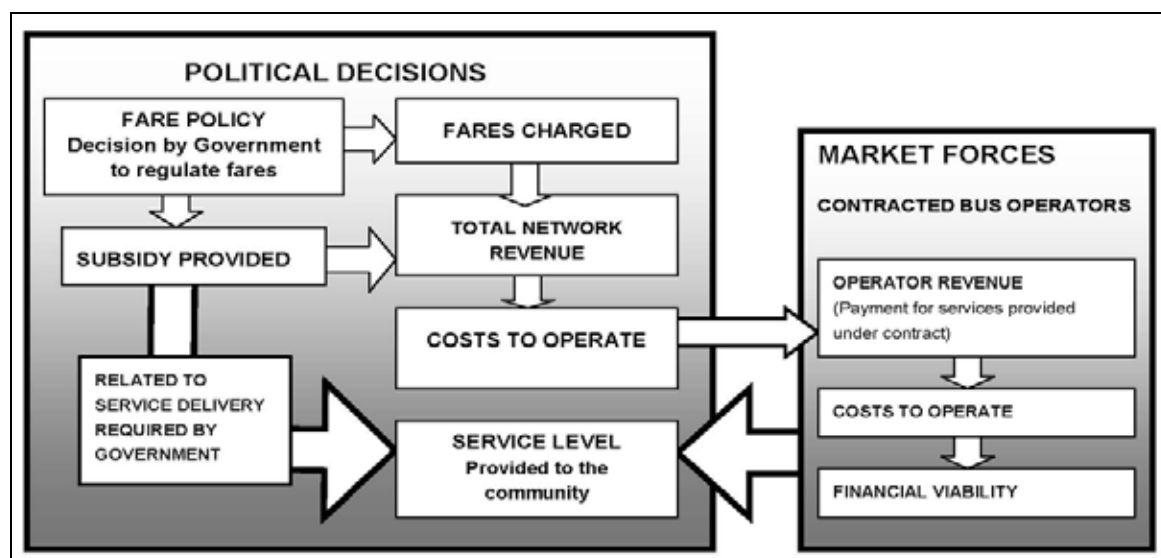 POLITICAL DECISIONS
FARE POLICY
Decision by Government
to regulate fares
FARES CHARGED
SUBSIDY PROVIDED
TOTAL NETWORK
REVENUE
COSTS TO OPERATE
RELATED TO
SERVICE DELIVERY
REQUIRED BY
GOVERNMENT
SERVICE LEVEL
Provided to the
community
MARKET FORCES
CONTRACTED BUS OPERATORS
OPERATOR REVENUE
(Payment for services provided
under contract)
COSTS TO OPERATE
FINANCIAL VIABILITY